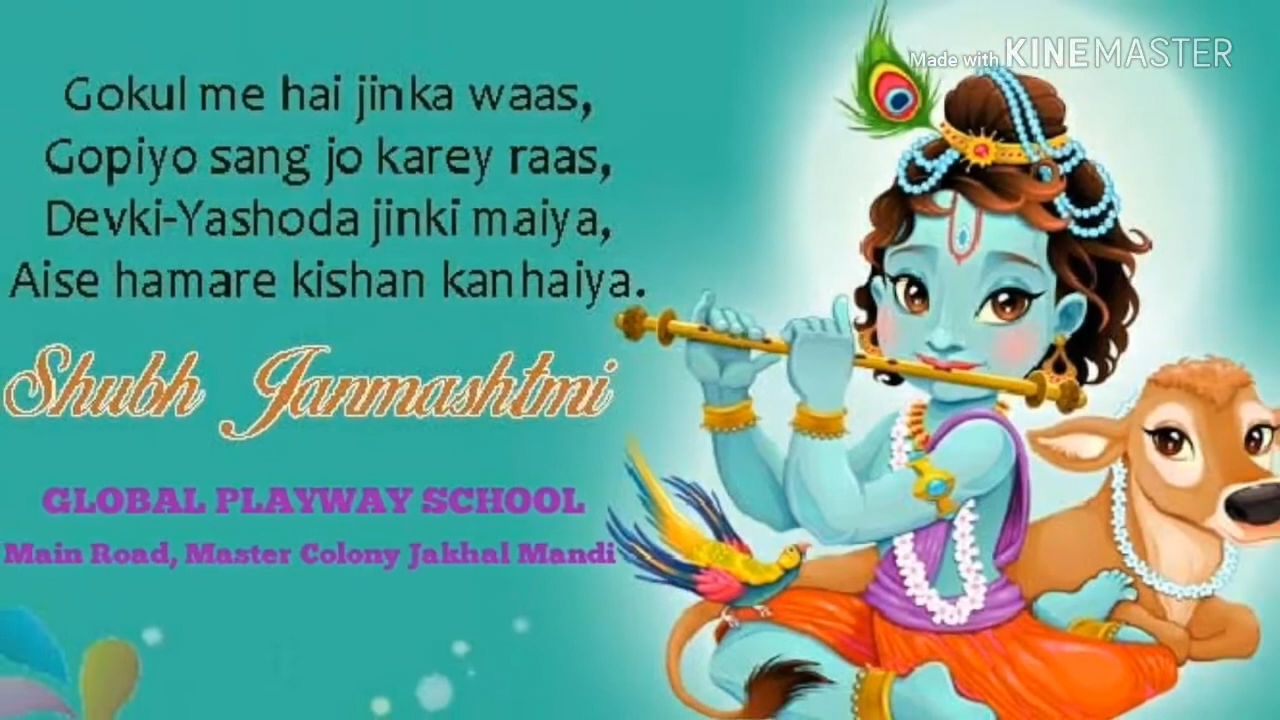 Made with KINEMASTER
Gokul me hai jinka waas,
Gopiyo sang jo karey raas,
Devki-Yashoda jinki maiya,
Aise hamare kishan kanhaiya.
Shubh Janmashtmi
GLOBAL PLAYWAY SCHOOL
Main Road, Master Colony Jakhal Mandi